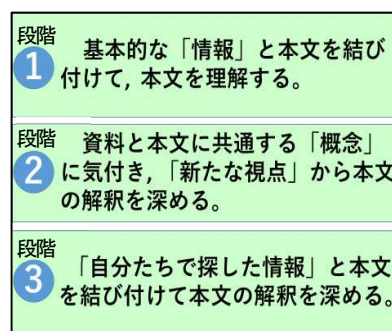 段階
1
基本的な「情報」と本文を結び
付けて, 本文を理解する。
段階
2
資料と本文に共通する「概念」
に気付き, 「新たな視点」から本文
の解釈を深める。
段階
3
「自分たちで探した情報」と本文
を結び付けて本文の解釈を深める。